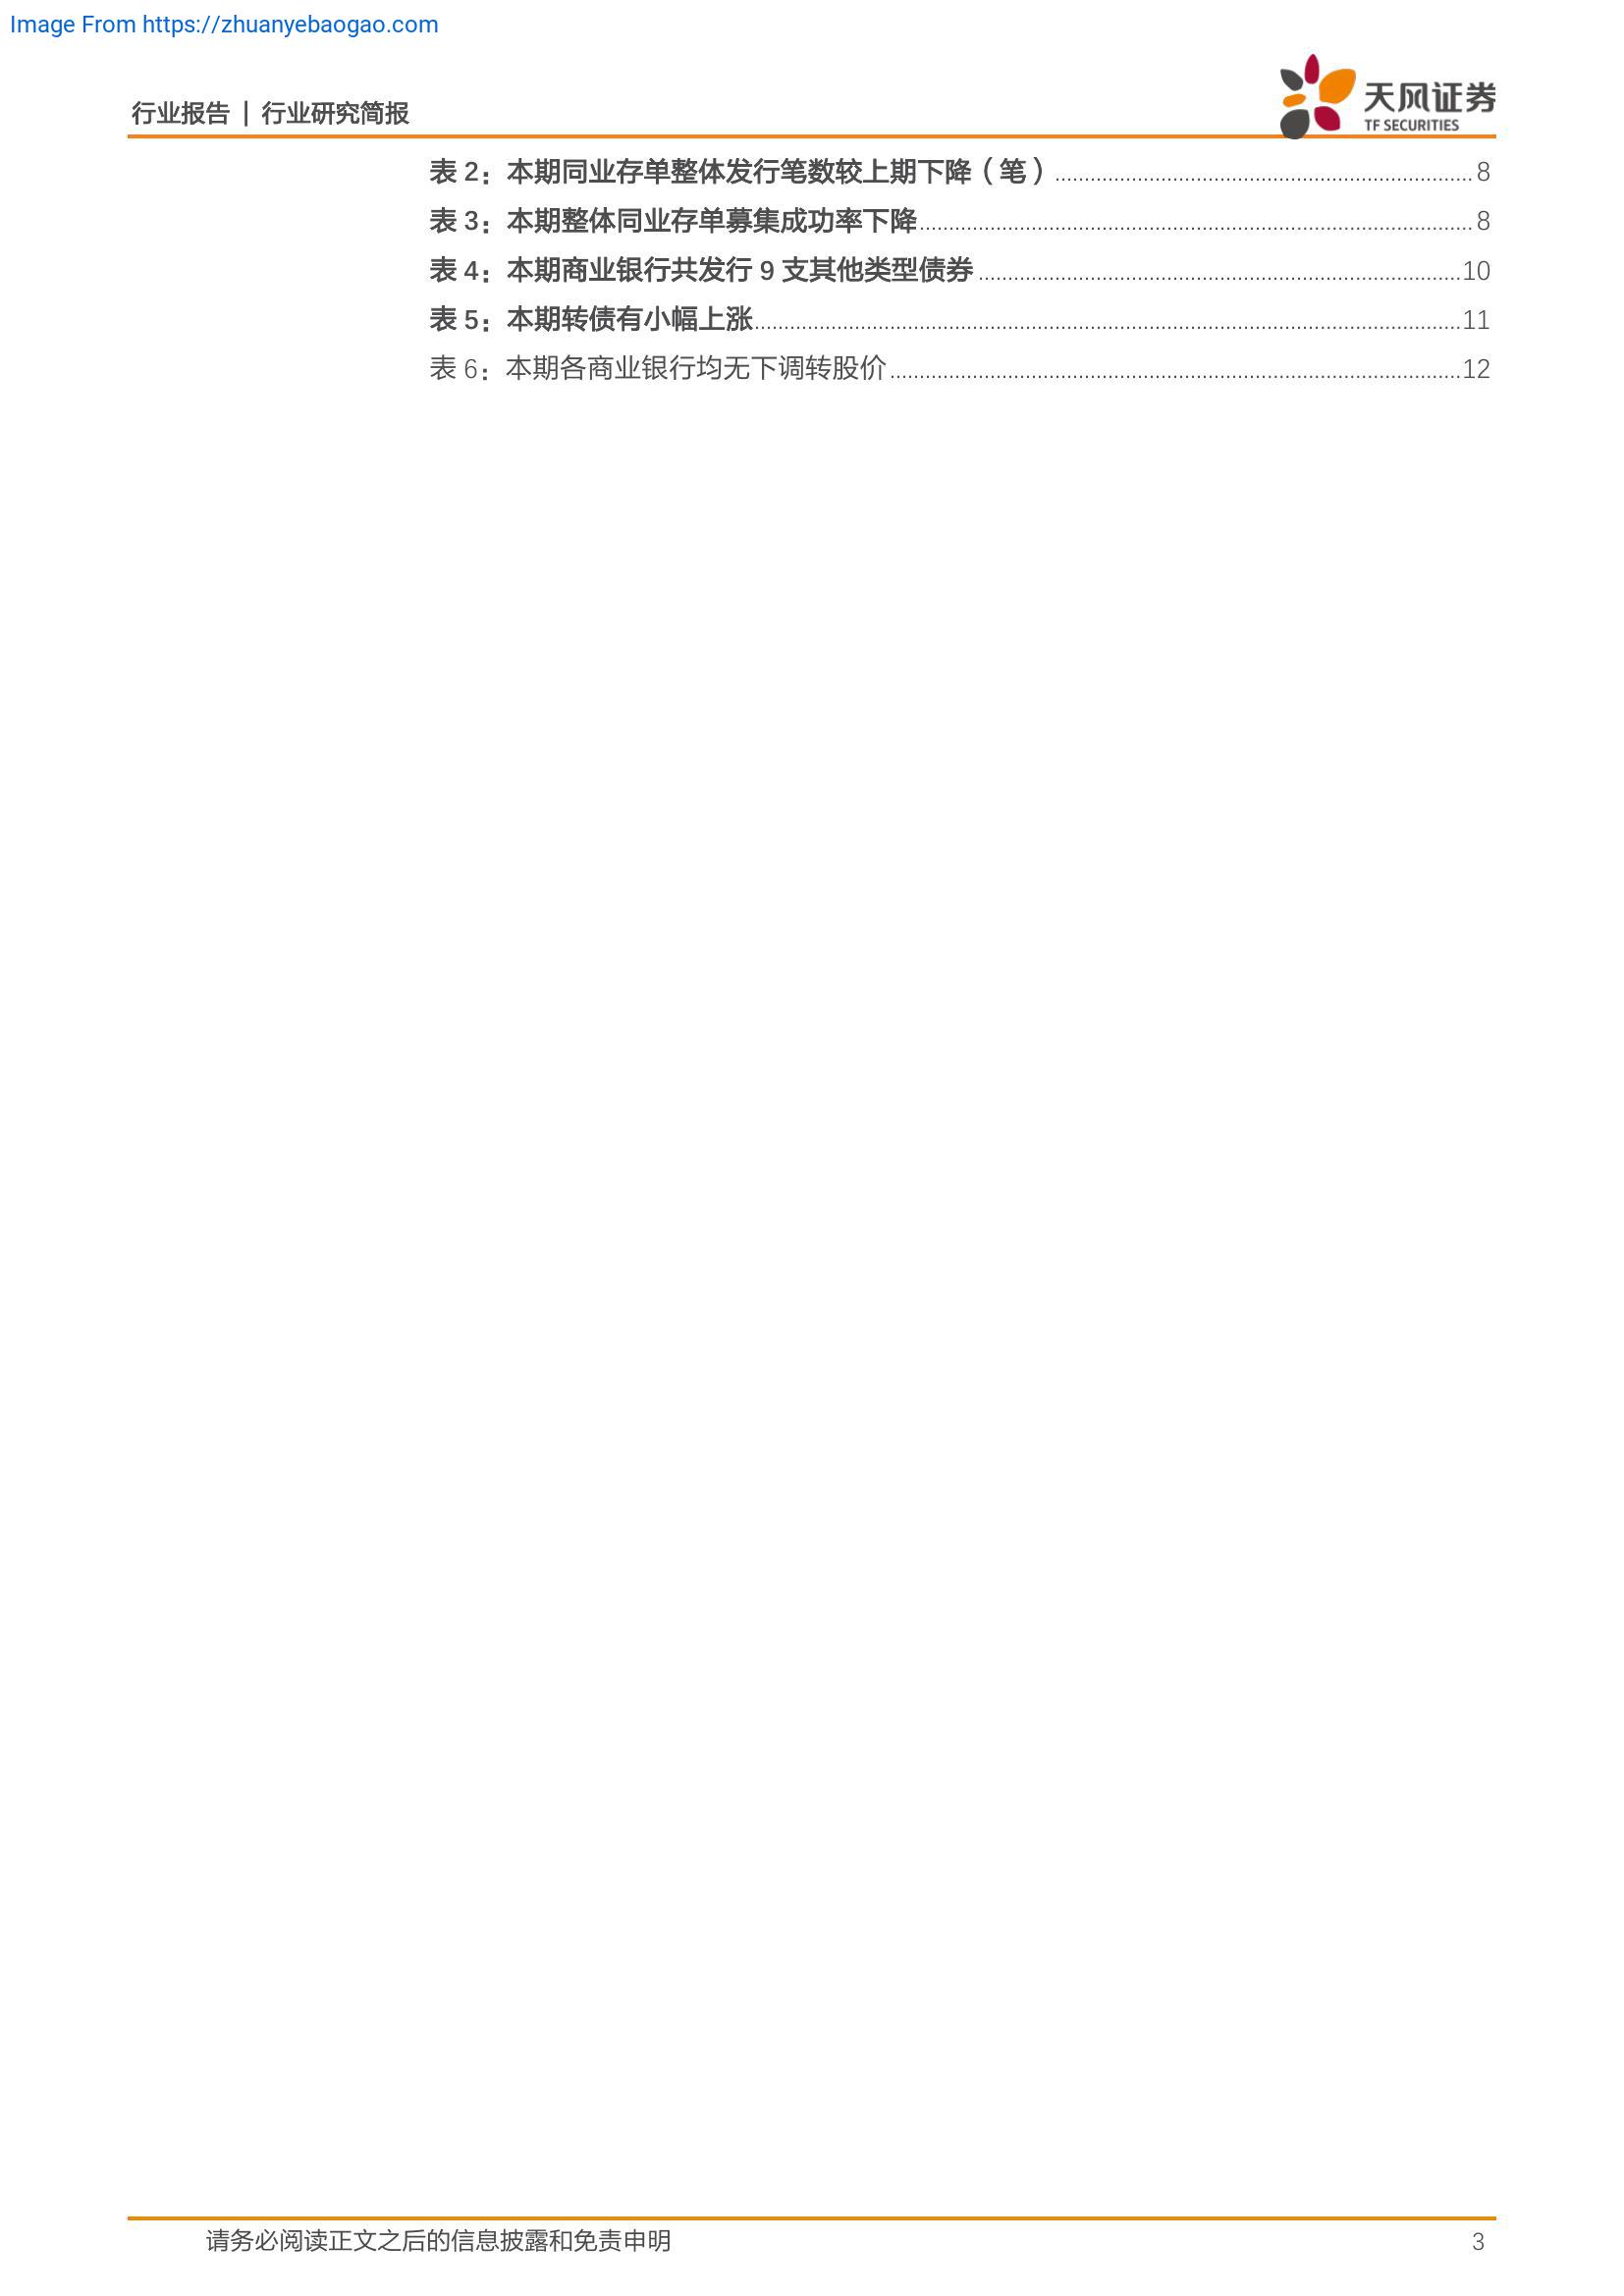 Image From https://zhuanyebaogao.com
行业报告 | 行业研究简报
天风证券
TF SECURITIES
表 2：本期同业存单整体发行笔数较上期下降（笔）........................................................................ 8
表 3：本期整体同业存单募集成功率下降................................................................................................ 8
表 4：本期商业银行共发行 9 支其他类型债券 ....................................................................................10
表 5：本期转债有小幅上涨..........................................................................................................................11
表 6：本期各商业银行均无下调转股价...................................................................................................12
请务必阅读正文之后的信息披露和免责申明
3